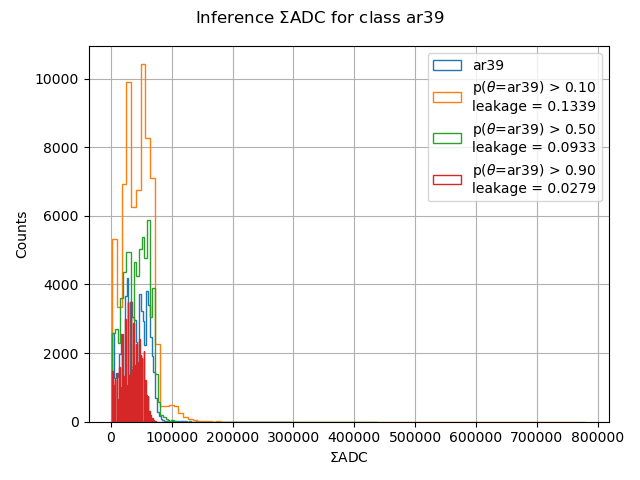 Inference ΣADC for class ar39
ar39
p(θ=ar39) > 0.10
leakage = 0.1339
p(θ=ar39) > 0.50
leakage = 0.0933
p(θ=ar39) > 0.90
leakage = 0.0279
Counts
10000
8000
6000
4000
2000
0
0 100000 200000 300000 400000 500000 600000 700000 800000
ΣADC